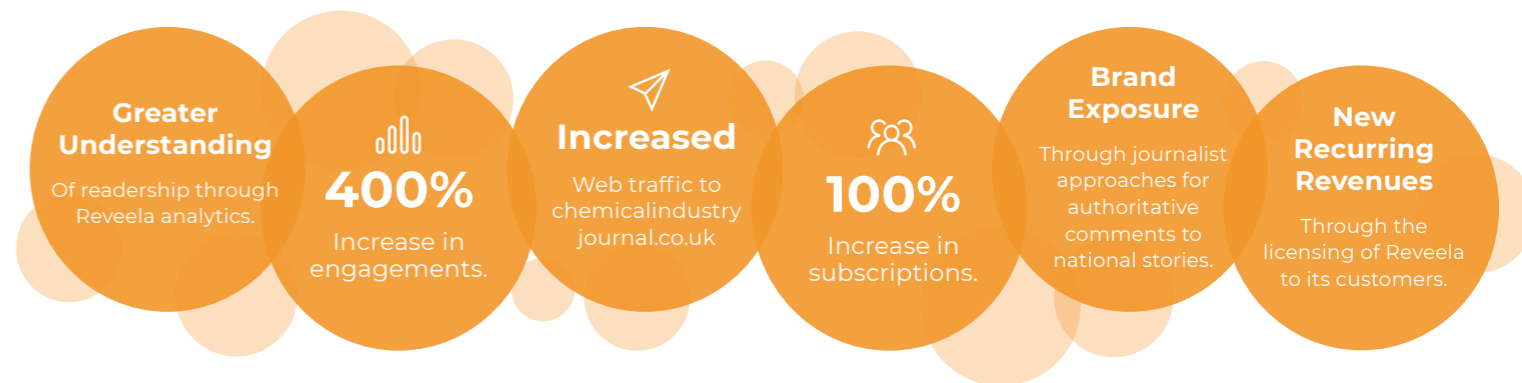 Greater
Understanding
Of readership through
Reveela analytics.
400%
Increase in
engagements.
Increased
Web traffic to
chemicalindustry
journal.co.uk
100%
Increase in
subscriptions.
Brand
Exposure
Through journalist
approaches for
authoritative
comments to
national stories.
New
Recurring
Revenues
Through the
licensing of Reveela
to its customers.